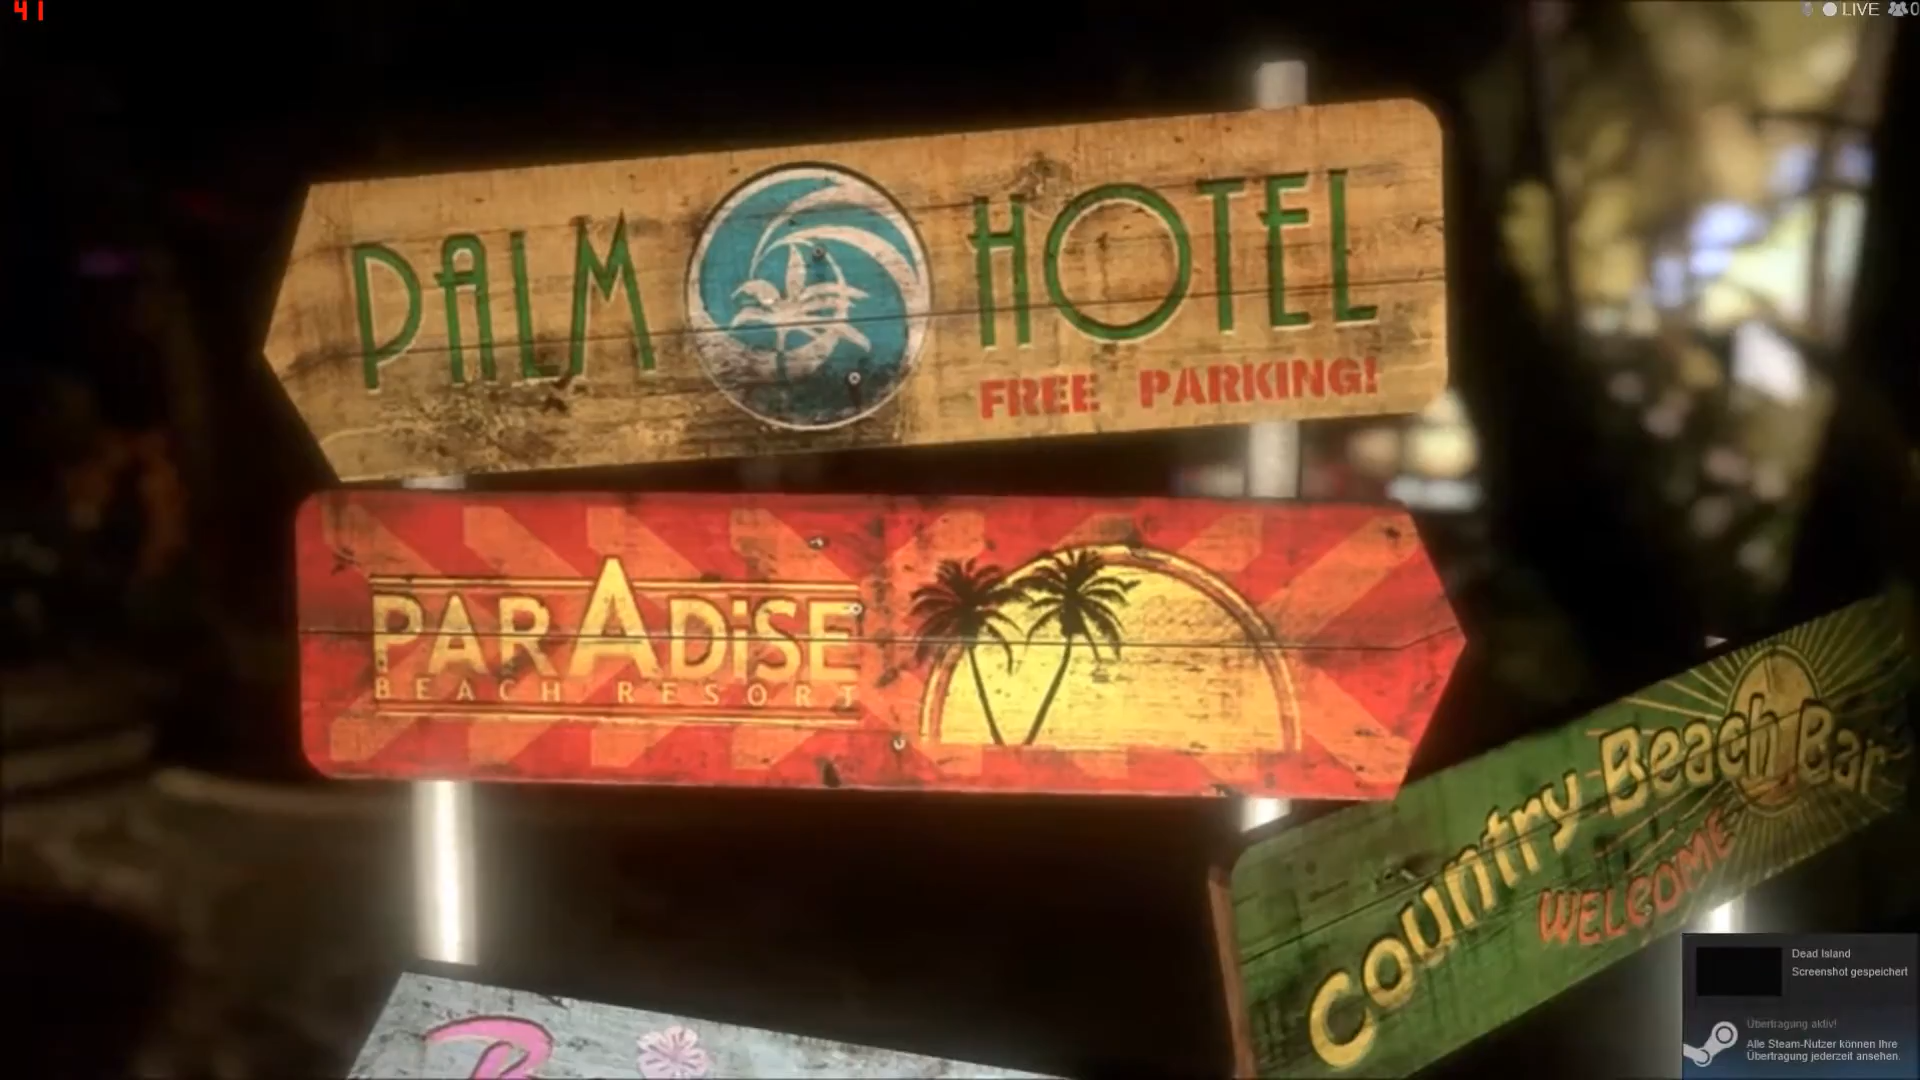 41
LIVE 0
PALM HOTEL
FREE PARKING!
PARADiSE
BEACH RESORT
Country Beach Bar
WELCOME
Dead Island
Screenshot gespeichert
Übertragung aktiv!
Alle Steam-Nutzer können Ihre
Übertragung jederzeit ansehen.